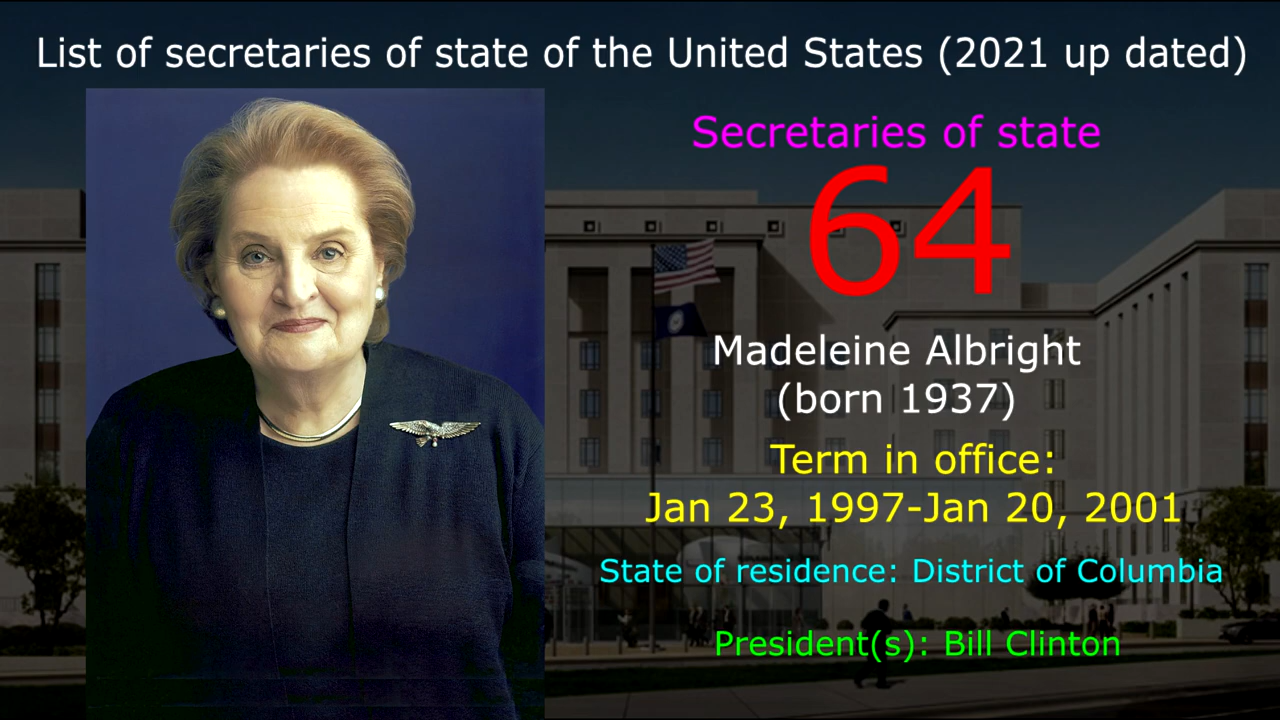 List of secretaries of state of the United States (2021 up dated)
Secretaries of state
64
Madeleine Albright
(born 1937)
Term in office:
Jan 23, 1997-Jan 20, 2001
State of residence: District of Columbia
President(s): Bill Clinton